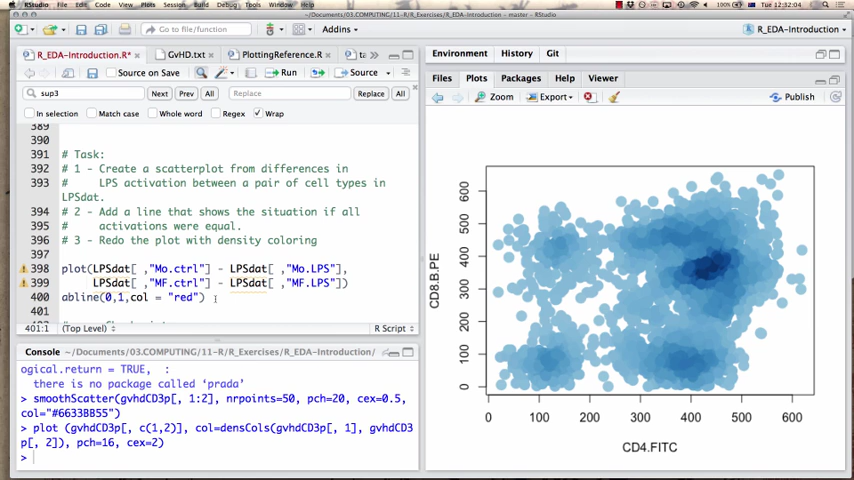 RStudio File Edit Code View Plots Session Build Debug Tools Window Help 100% Tue 12:32:04
~/Documents/03.COMPUTING/11-R/R_Exercises/R_EDA-Introduction - master - RStudio
Go to file/function Addins R_EDA-Introduction
R_EDA-Introduction.R* GvHD.txt PlottingReference.R ta
Source on Save Run Source
sup3 Next Prev All Replace Replace All
In selection Match case Whole word Regex Wrap
389
390
391 # Task:
392 # 1 - Create a scatterplot from differences in
393 # LPS activation between a pair of cell types in
LPSdat.
394 # 2 - Add a line that shows the situation if all
395 # activations were equal.
396 # 3 - Redo the plot with density coloring
397
398 plot(LPSdat[ ,"Mo.ctrl"] - LPSdat[ ,"Mo.LPS"],
399 LPSdat[ ,"MF.ctrl"] - LPSdat[ ,"MF.LPS"])
400 abline(0,1,col = "red")
401
401:1 (Top Level) R Script
Console ~/Documents/03.COMPUTING/11-R/R_Exercises/R_EDA-Introduction/
ogical.return = TRUE, :
there is no package called ‘prada’
> smoothScatter(gvhdCD3p[, 1:2], nrpoints=50, pch=20, cex=0.5,
col="#6633BB55")
> plot (gvhdCD3p[, c(1,2)], col=densCols(gvhdCD3p[, 1], gvhdCD3
p[, 2]), pch=16, cex=2)
>
Environment History Git
Files Plots Packages Help Viewer
Zoom Export Publish
CD8.B.PE
600
500
400
300
200
100
0
0 100 200 300 400 500 600
CD4.FITC